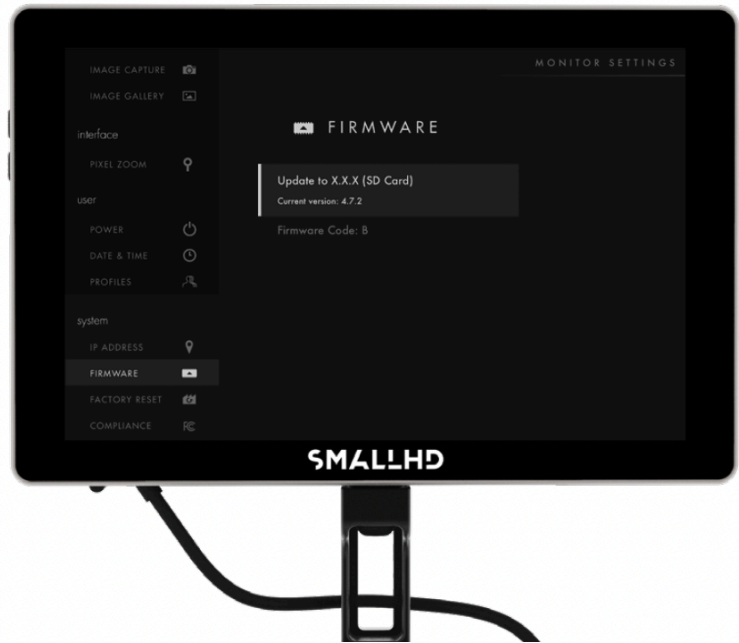 MONITOR SETTINGS
IMAGE CAPTURE
IMAGE GALLERY
interface
PIXEL ZOOM
user
POWER
DATE & TIME
PROFILES
system
IP ADDRESS
FIRMWARE
FACTORY RESET
COMPLIANCE
FC
FIRMWARE
Update to X.X.X (SD Card)
Current version: 4.7.2
Firmware Code: B
SMALLHD